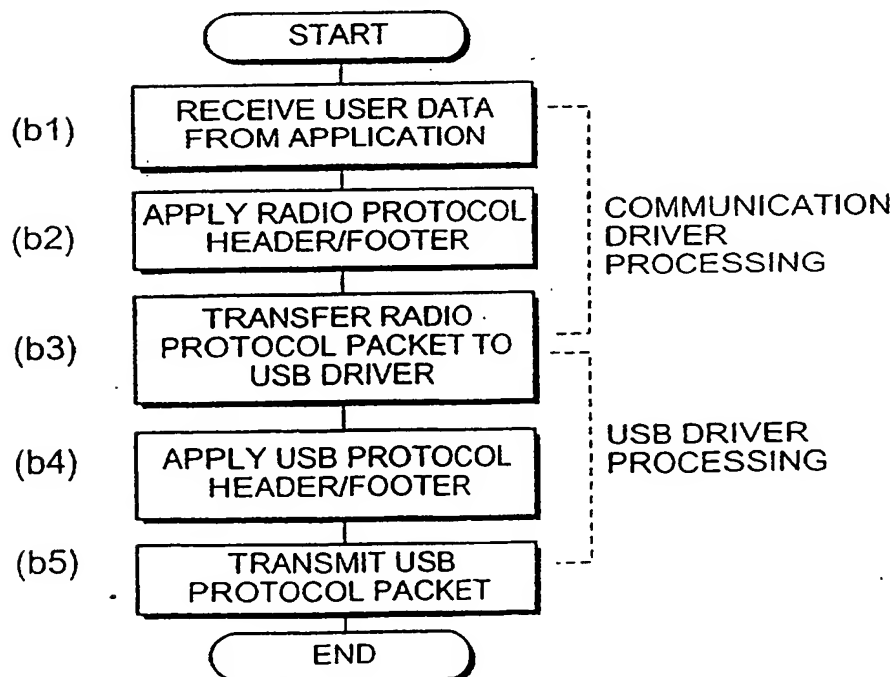 START
(b1)
RECEIVE USER DATA
FROM APPLICATION
(b2)
APPLY RADIO PROTOCOL
HEADER/FOOTER
COMMUNICATION
DRIVER
PROCESSING
(b3)
TRANSFER RADIO
PROTOCOL PACKET TO
USB DRIVER
(b4)
APPLY USB PROTOCOL
HEADER/FOOTER
USB DRIVER
PROCESSING
(b5)
TRANSMIT USB
PROTOCOL PACKET
END